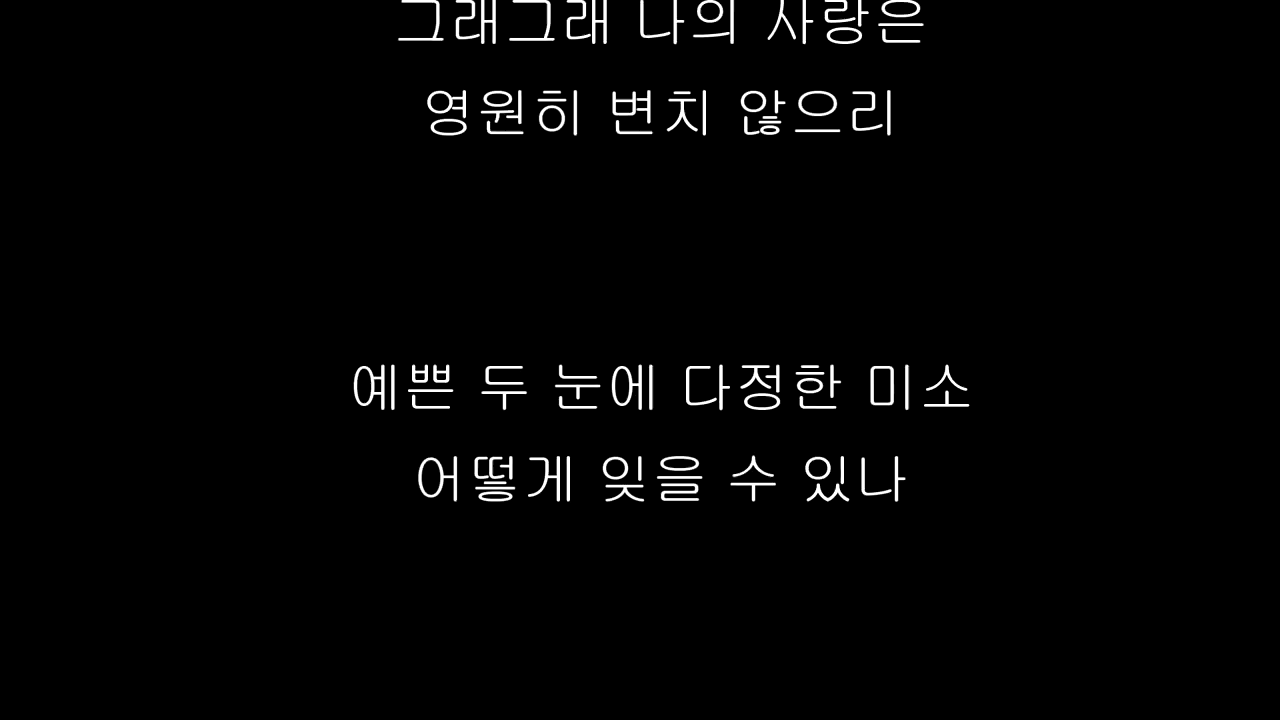 그래그래 나의 사랑은
영원히 변치 않으리
예쁜 두 눈에 다정한 미소
어떻게 잊을 수 있나